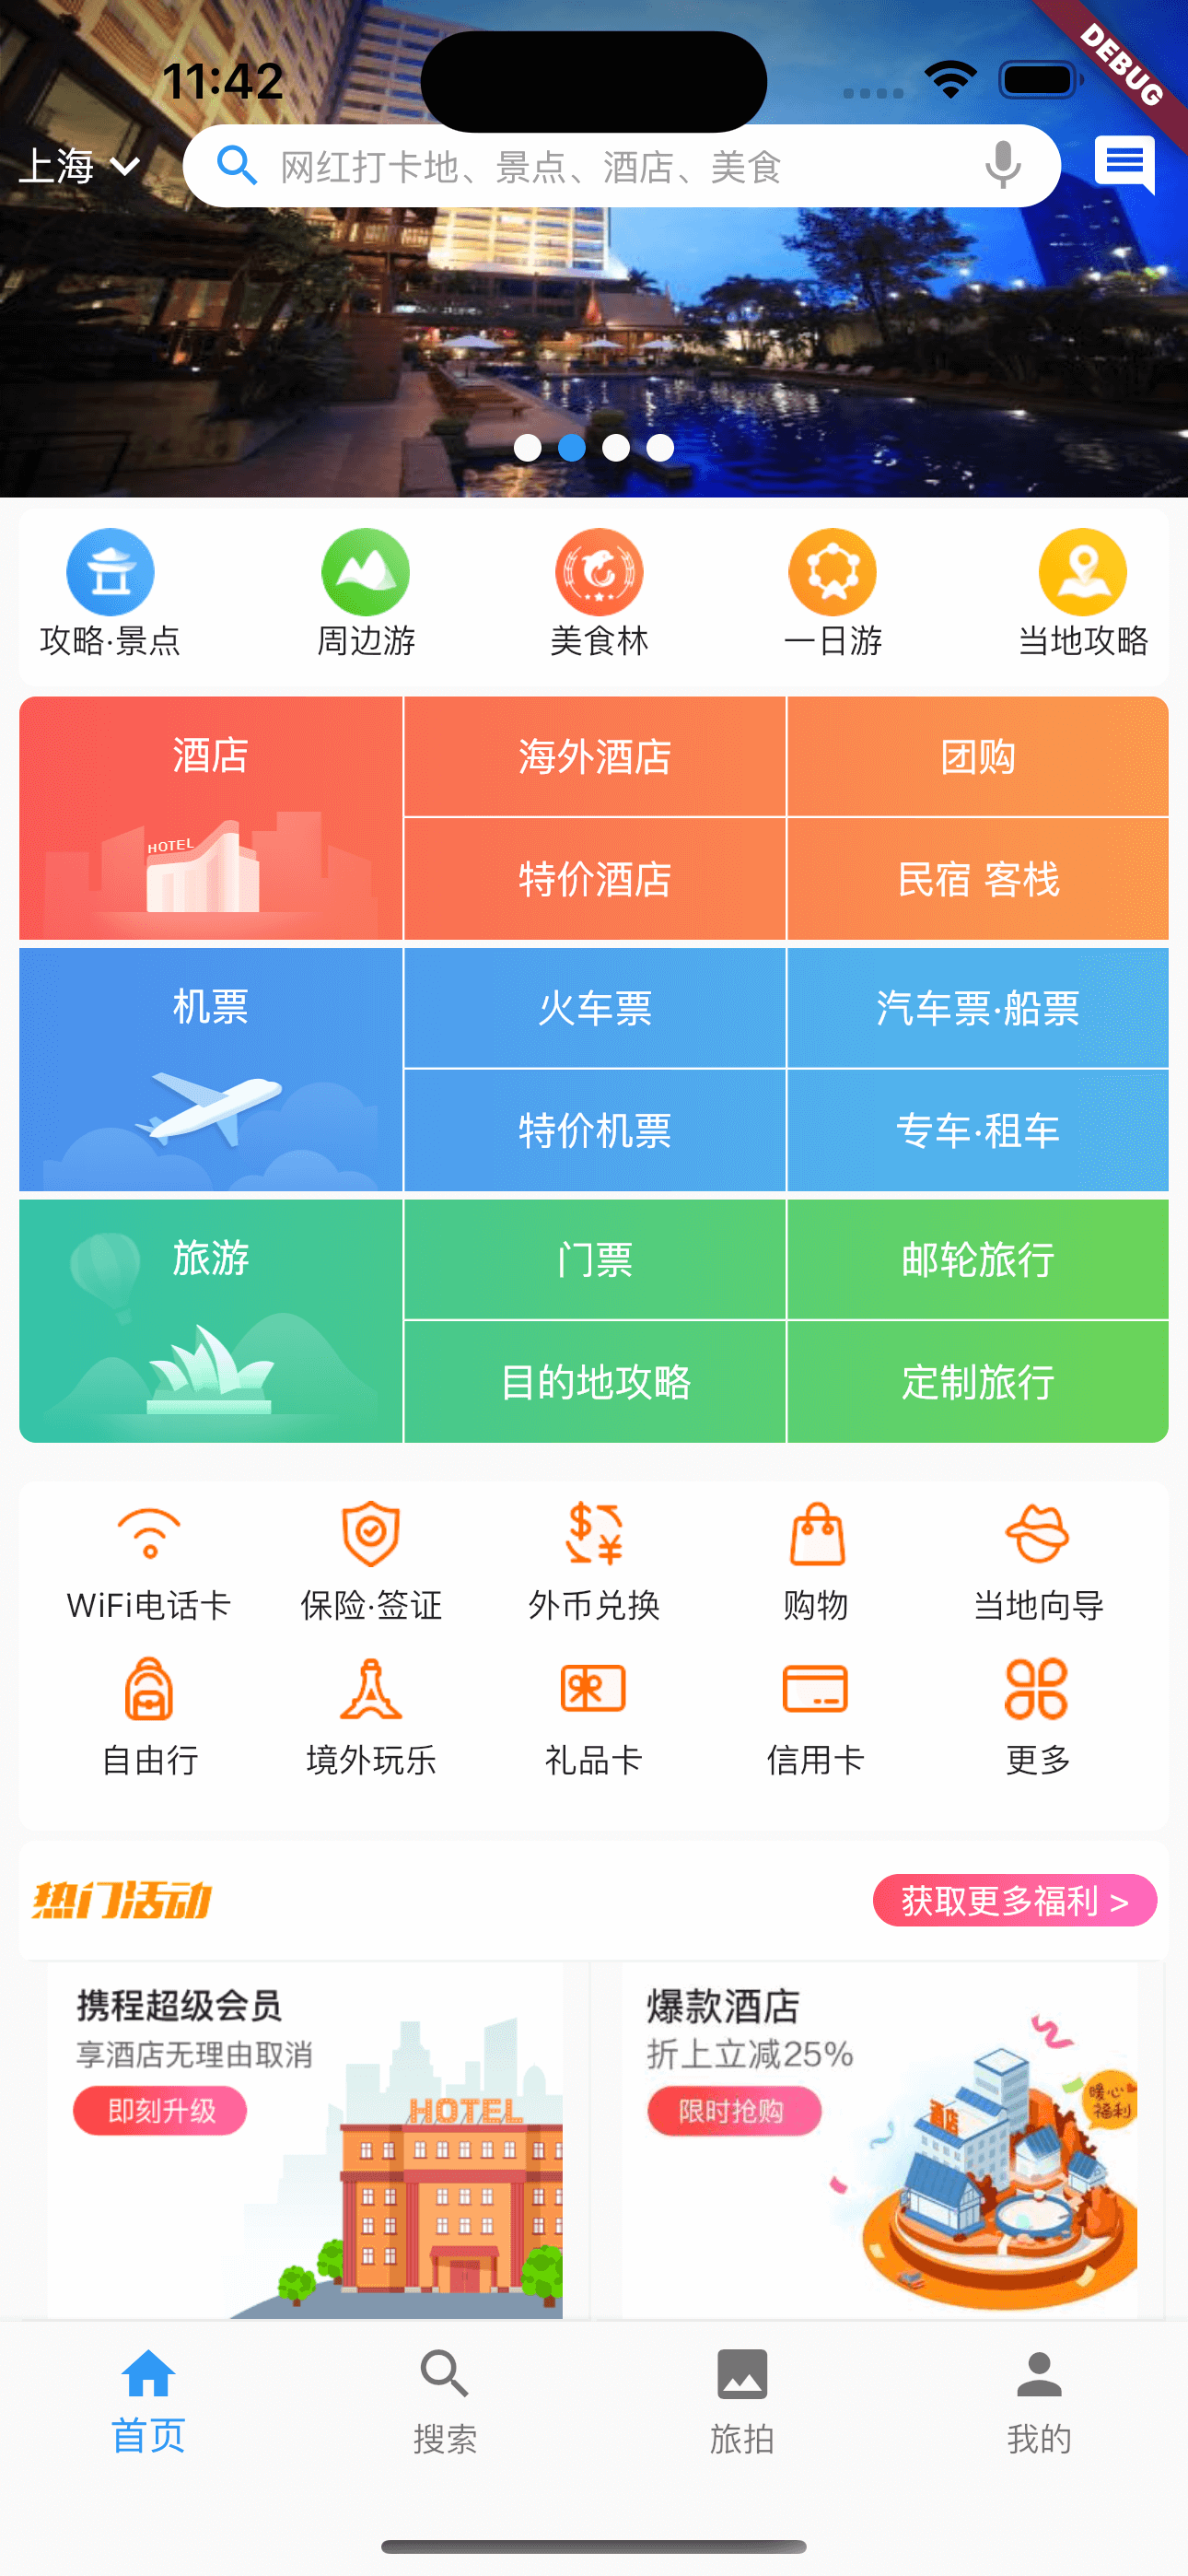 11:42
DEBUG
上海
网红打卡地、景点、酒店、美食
攻略·景点
周边游
美食林
一日游
当地攻略
酒店
海外酒店
团购
HOTEL
特价酒店
民宿 客栈
机票
火车票
汽车票·船票
特价机票
专车·租车
旅游
门票
邮轮旅行
目的地攻略
定制旅行
WiFi电话卡
保险·签证
外币兑换
购物
当地向导
自由行
境外玩乐
礼品卡
信用卡
更多
热门活动
获取更多福利 >
携程超级会员
享酒店无理由取消
即刻升级
HOTEL
爆款酒店
折上立减25%
限时抢购
暖心
福利
酒店
首页
搜索
旅拍
我的